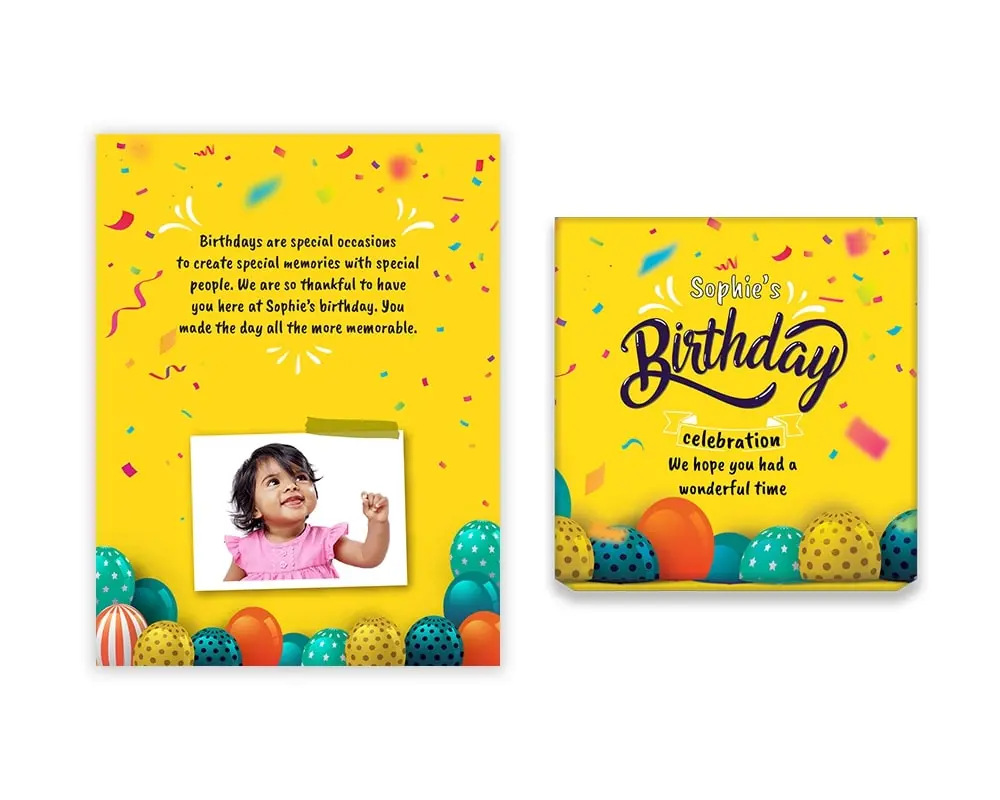 Birthdays are special occasions
to create special memories with special
people. We are so thankful to have
you here at Sophie's birthday. You
made the day all the more memorable.
Sophie's
Birthday
celebration
We hope you had a
wonderful time